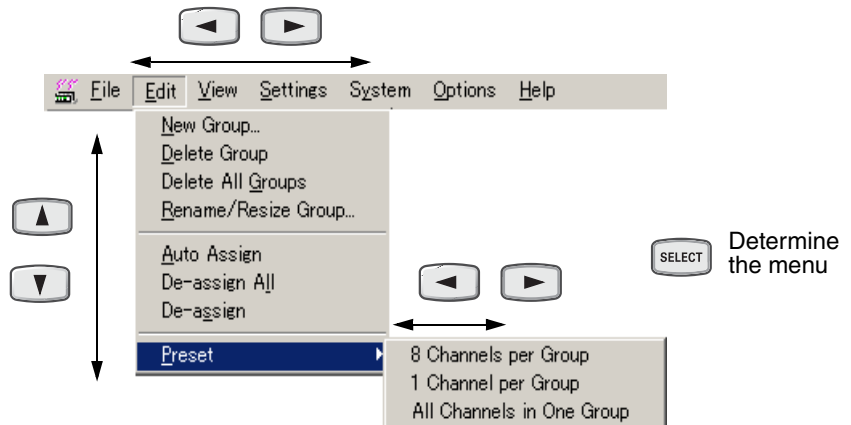 File Edit View Settings System Options Help
New Group...
Delete Group
Delete All Groups
Rename/Resize Group...
Auto Assign
De-assign All
De-assign
Preset
8 Channels per Group
1 Channel per Group
All Channels in One Group
SELECT
Determine
the menu